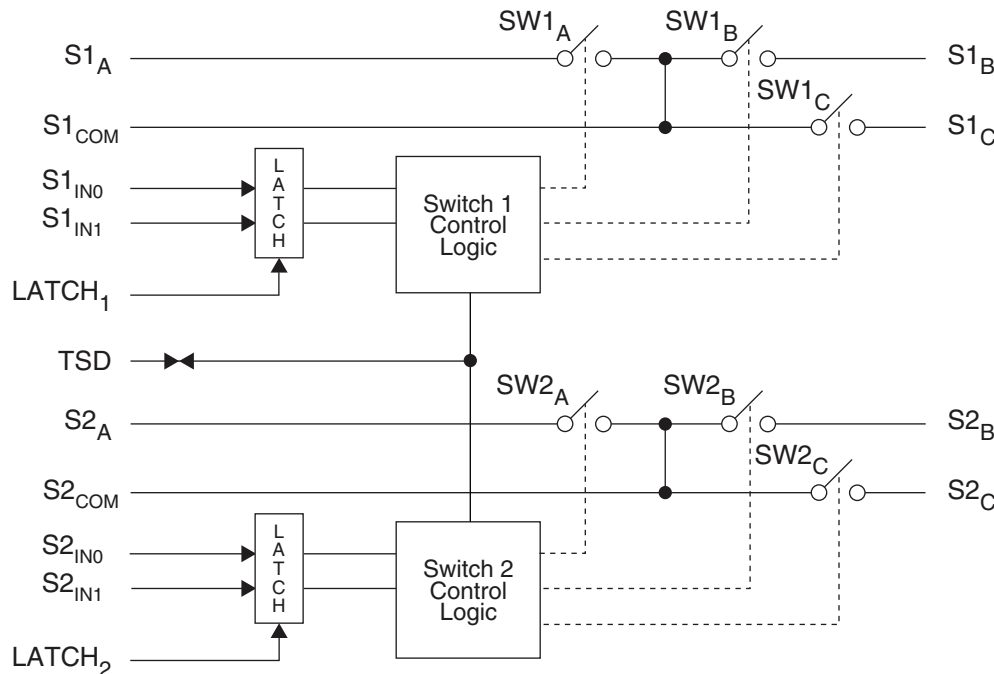 SW1A
SW1B
S1A
S1B
SW1C
S1COM
S1C
S1IN0
S1IN1
LATCH
Switch 1
Control
Logic
LATCH1
TSD
SW2A
SW2B
S2A
S2B
SW2C
S2COM
S2C
S2IN0
S2IN1
LATCH
Switch 2
Control
Logic
LATCH2